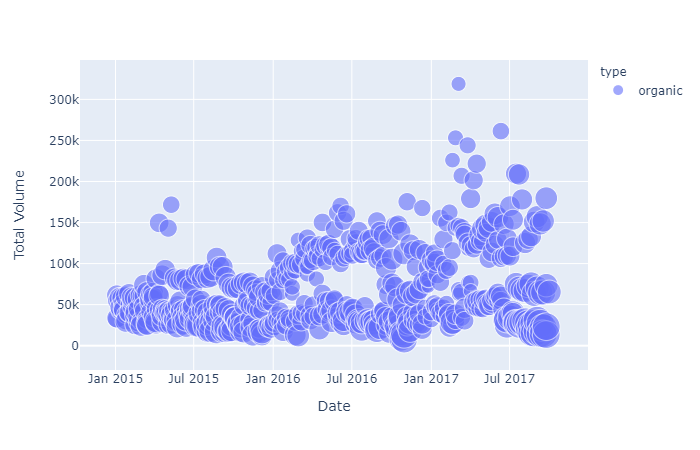 type
organic
Total Volume
300k
250k
200k
150k
100k
50k
0
Jan 2015 Jul 2015 Jan 2016 Jul 2016 Jan 2017 Jul 2017
Date